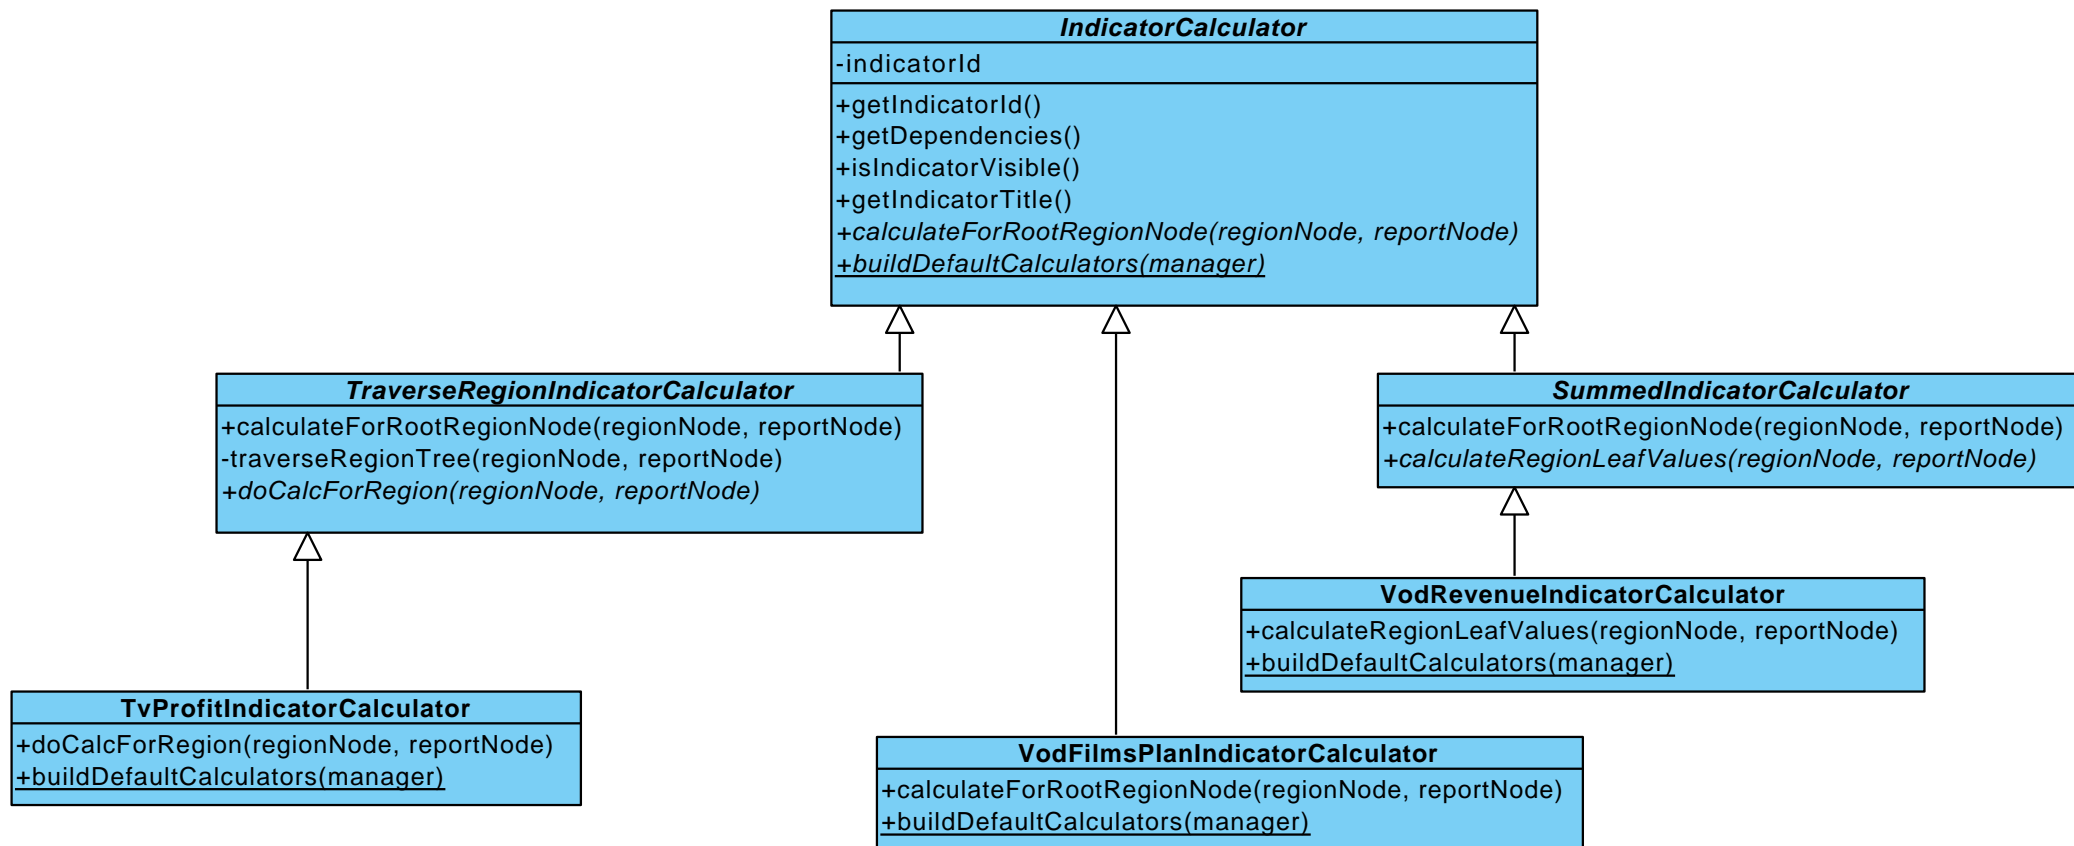 IndicatorCalculator
-indicatorId
+getIndicatorId()
+getDependencies()
+isIndicatorVisible()
+getIndicatorTitle()
+calculateForRootRegionNode(regionNode, reportNode)
+buildDefaultCalculators(manager)
TraverseRegionIndicatorCalculator
+calculateForRootRegionNode(regionNode, reportNode)
-traverseRegionTree(regionNode, reportNode)
+doCalcForRegion(regionNode, reportNode)
SummedIndicatorCalculator
+calculateForRootRegionNode(regionNode, reportNode)
+calculateRegionLeafValues(regionNode, reportNode)
VodRevenueIndicatorCalculator
+calculateRegionLeafValues(regionNode, reportNode)
+buildDefaultCalculators(manager)
TvProfitIndicatorCalculator
+doCalcForRegion(regionNode, reportNode)
+buildDefaultCalculators(manager)
VodFilmsPlanIndicatorCalculator
+calculateForRootRegionNode(regionNode, reportNode)
+buildDefaultCalculators(manager)